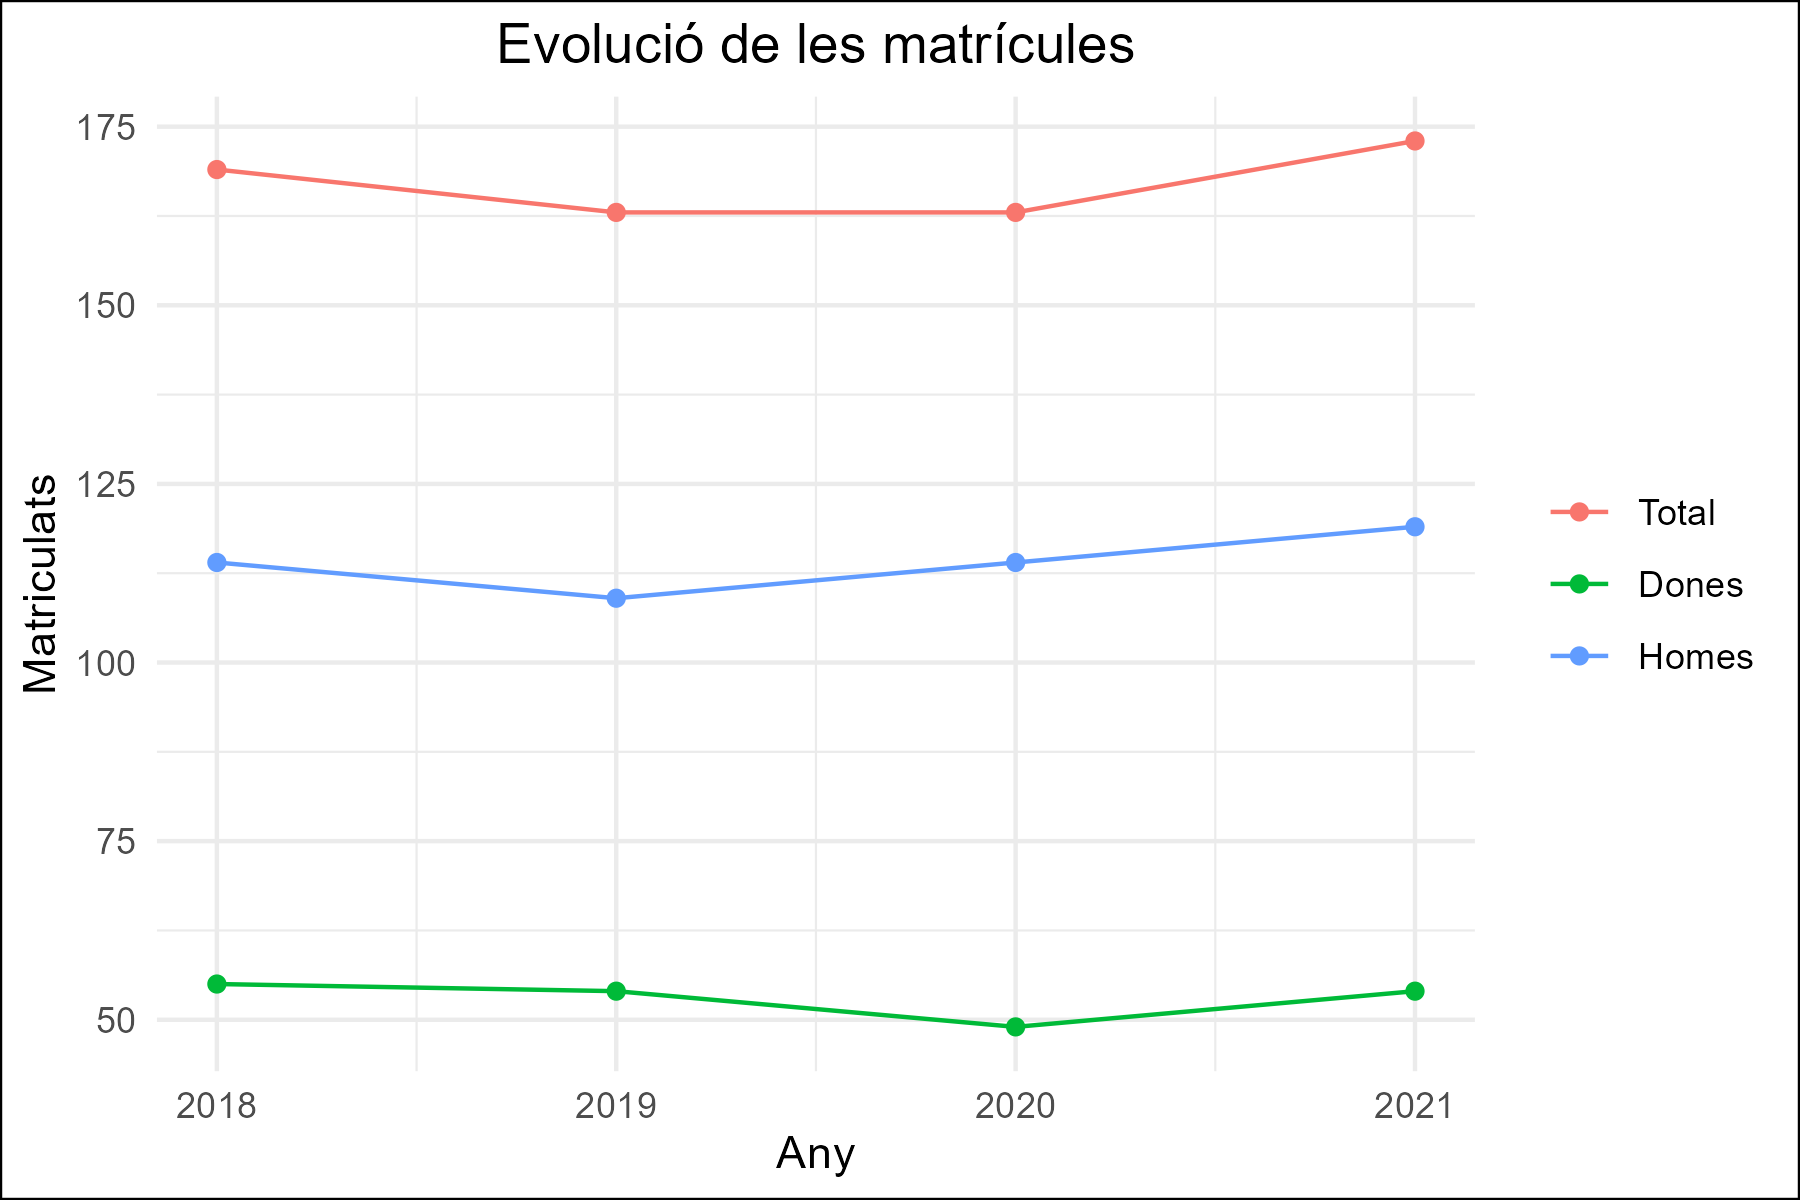 Evolució de les matrícules
175
150
125
100
75
50
Matriculats
2018
2019
2020
2021
Any
Total
Dones
Homes